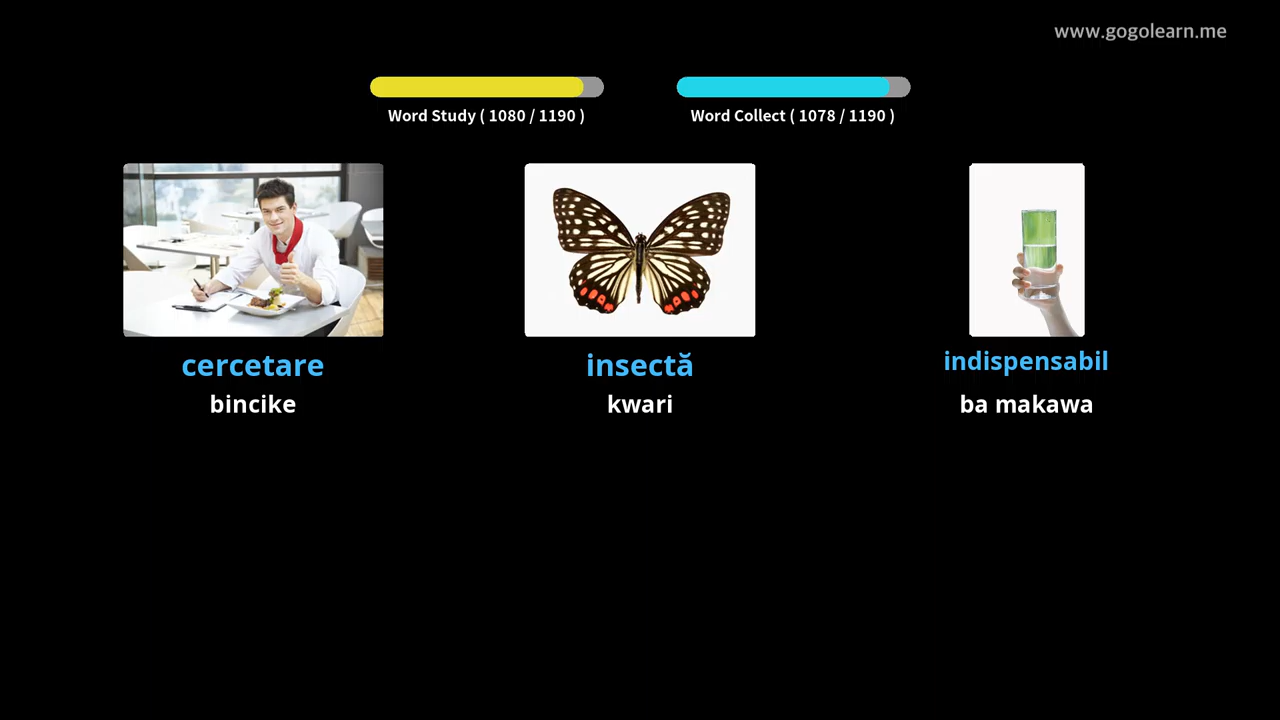 www.gogolearn.me
Word Study ( 1080 / 1190 )
Word Collect ( 1078 / 1190 )
cercetare
bincike
insectă
kwari
indispensabil
ba makawa